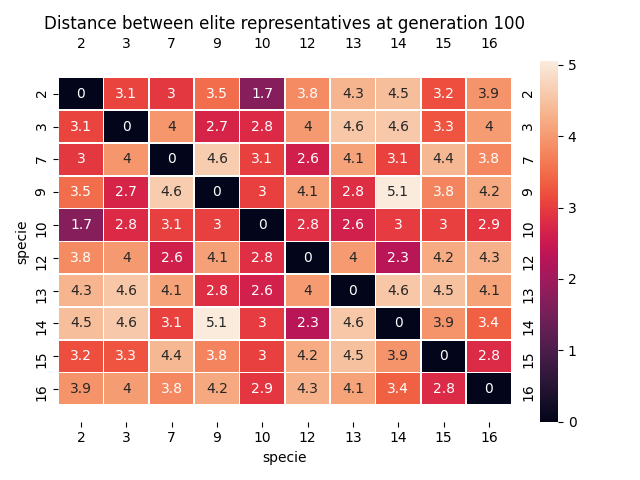 Distance between elite representatives at generation 100
2 3 7 9 10 12 13 14 15 16
2 0 3.1 3 3.5 1.7 3.8 4.3 4.5 3.2 3.9 2
3 3.1 0 4 2.7 2.8 4 4.6 4.6 3.3 4 3
7 3 4 0 4.6 3.1 2.6 4.1 3.1 4.4 3.8 7
9 3.5 2.7 4.6 0 3 4.1 2.8 5.1 3.8 4.2 9
10 1.7 2.8 3.1 3 0 2.8 2.6 3 3 2.9 10
12 3.8 4 2.6 4.1 2.8 0 4 2.3 4.2 4.3 12
13 4.3 4.6 4.1 2.8 2.6 4 0 4.6 4.5 4.1 13
14 4.5 4.6 3.1 5.1 3 2.3 4.6 0 3.9 3.4 14
15 3.2 3.3 4.4 3.8 3 4.2 4.5 3.9 0 2.8 15
16 3.9 4 3.8 4.2 2.9 4.3 4.1 3.4 2.8 0 16
2 3 7 9 10 12 13 14 15 16
specie
specie
5
4
3
2
1
0